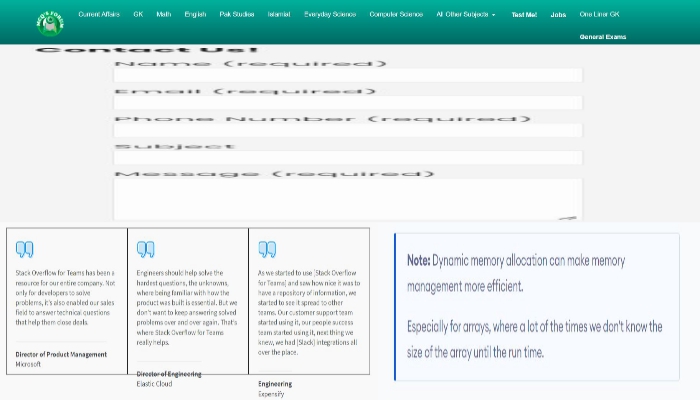 Current Affairs GK Math English Pak Studies Islamiat Everyday Science Computer Science All Other Subjects Test Me! Jobs One Liner GK
General Exams
Contact Us!
Name (required)
Email (required)
Phone Number (required)
Subject
Message (required)
Stack Overflow for Teams has been a
resource for our entire company. Not
only for developers to solve
problems, it's also enabled our sales
field to answer technical questions
that help them close deals.
Director of Product Management
Microsoft
Engineers should help solve the
hardest questions, the unknowns,
where being familiar with how the
product was built is essential. But we
don't want to keep answering solved
problems over and over again. That's
where Stack Overflow for Teams
really helps.
Director of Engineering
Elastic Cloud
As we started to use [Stack Overflow
for Teams] and saw how nice it was to
have a repository of information, we
started to see it spread to other
teams. Our customer support team
started using it, our people success
team started using it, next thing we
knew, we had [Slack] integrations all
over the place.
Engineering
Expensify
Note: Dynamic memory allocation can make memory
management more efficient.
Especially for arrays, where a lot of the times we don't know the
size of the array until the run time.